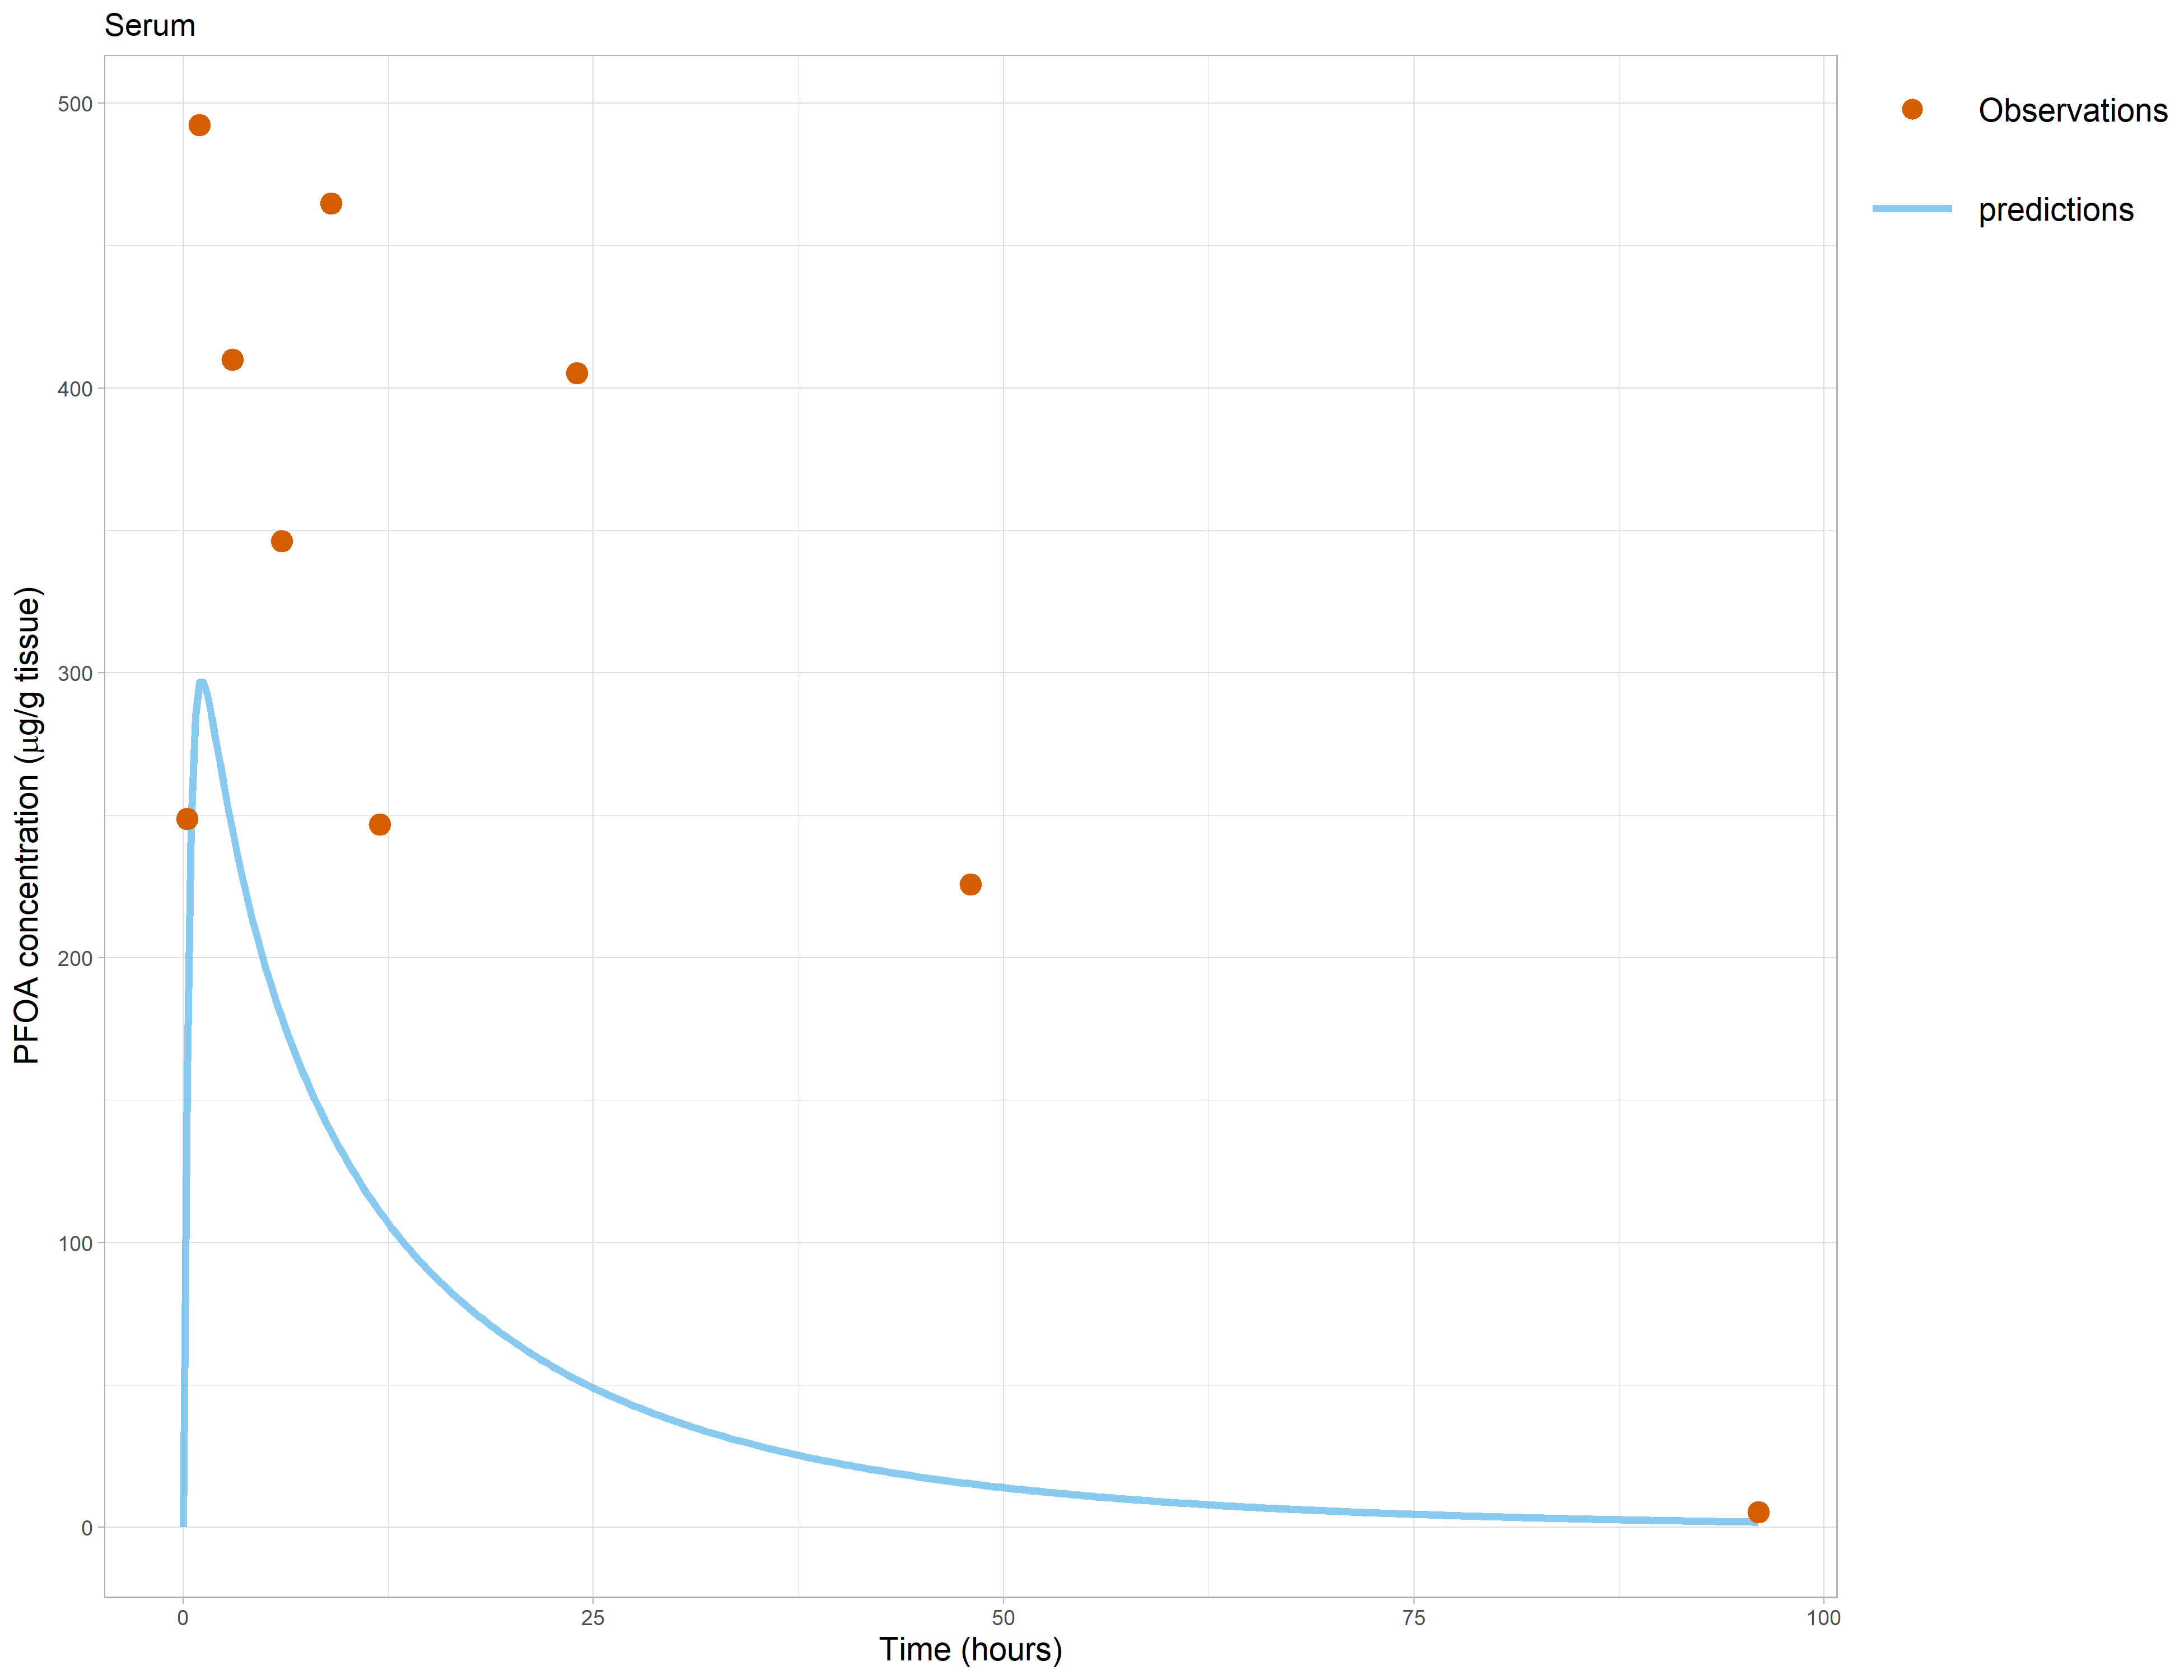 Serum
Observations
predictions
PFOA concentration (μg/g tissue)
500
400
300
200
100
0
0 25 50 75 100
Time (hours)